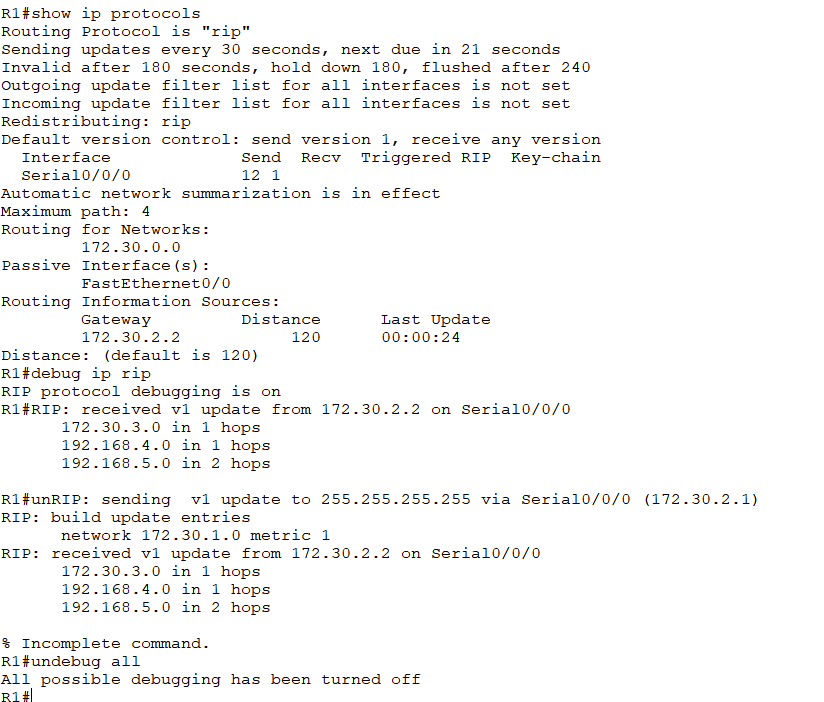 R1#show ip protocols
Routing Protocol is "rip"
Sending updates every 30 seconds, next due in 21 seconds
Invalid after 180 seconds, hold down 180, flushed after 240
Outgoing update filter list for all interfaces is not set
Incoming update filter list for all interfaces is not set
Redistributing: rip
Default version control: send version 1, receive any version
  Interface             Send  Recv  Triggered RIP  Key-chain
  Serial0/0/0           12 1
Automatic network summarization is in effect
Maximum path: 4
Routing for Networks:
        172.30.0.0
Passive Interface(s):
        FastEthernet0/0
Routing Information Sources:
        Gateway         Distance      Last Update
        172.30.2.2           120      00:00:24
Distance: (default is 120)
R1#debug ip rip
RIP protocol debugging is on
R1#RIP: received v1 update from 172.30.2.2 on Serial0/0/0
      172.30.3.0 in 1 hops
      192.168.4.0 in 1 hops
      192.168.5.0 in 2 hops

R1#unRIP: sending  v1 update to 255.255.255.255 via Serial0/0/0 (172.30.2.1)
RIP: build update entries
      network 172.30.1.0 metric 1
RIP: received v1 update from 172.30.2.2 on Serial0/0/0
      172.30.3.0 in 1 hops
      192.168.4.0 in 1 hops
      192.168.5.0 in 2 hops

% Incomplete command.
R1#undebug all
All possible debugging has been turned off
R1#